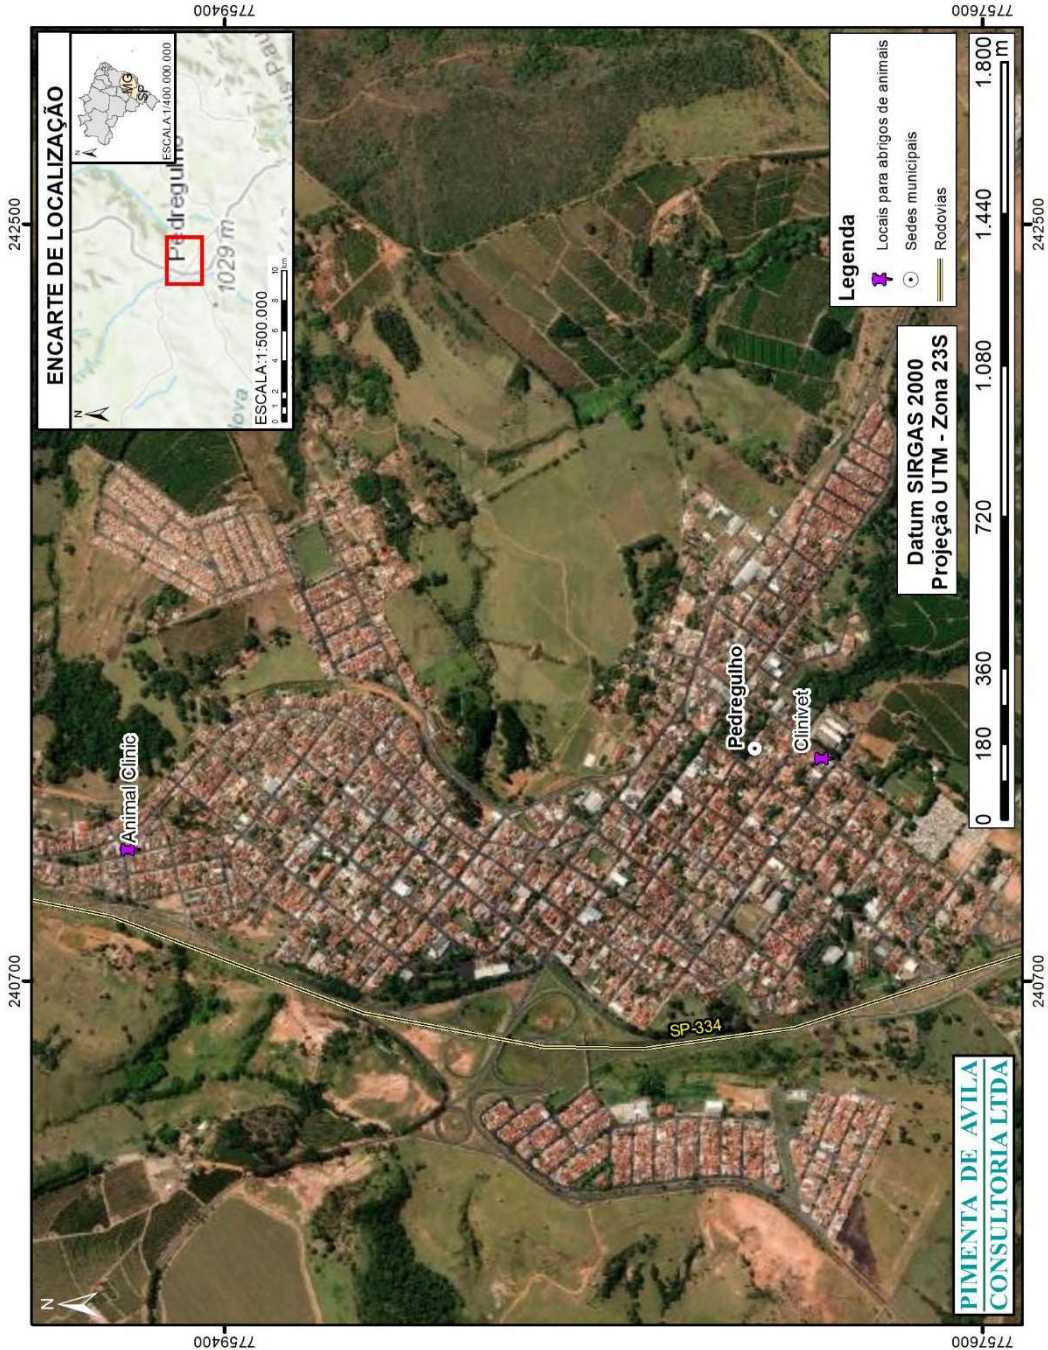 240700
242500
7759400
7759400
N
ENCARTE DE LOCALIZAÇÃO
N
N
MG
SP
ESCALA:1/400.000.000
Pedregulho
1029 m
ESCALA:1:500.000
0 1 2 4 6 8 10
km
Animal Clinic
SP-334
Pedregulho
Clinivet
Legenda
Locais para abrigos de animais
Sedes municipais
Rodovias
Datum SIRGAS 2000
Projeção UTM - Zona 23S
PIMENTA DE AVILA
CONSULTORIA LTDA
0 180 360 720 1.080 1.440 1.800
m
7757600
7757600
240700
242500